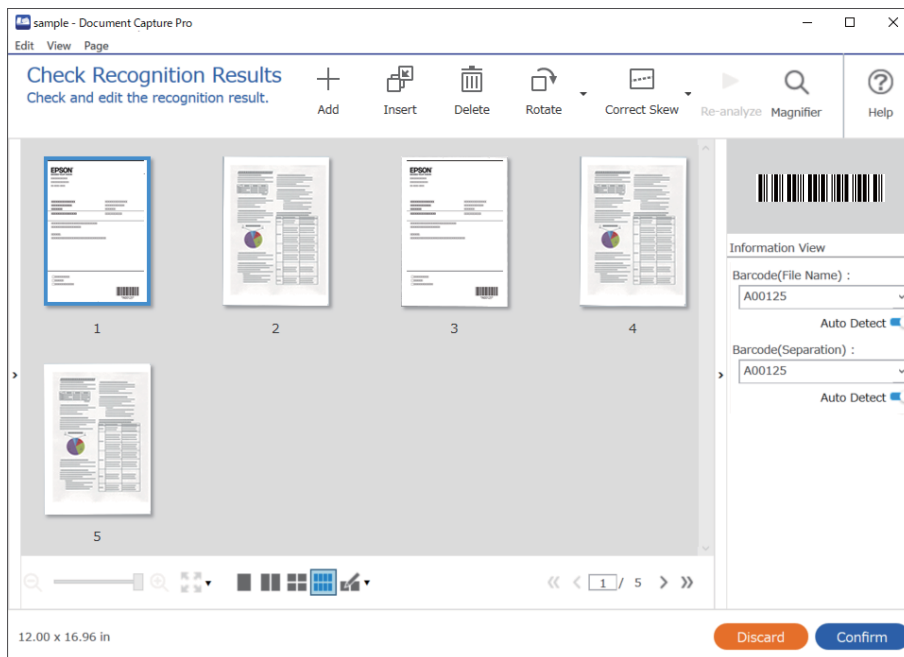 sample - Document Capture Pro
Edit View Page
Check Recognition Results
Check and edit the recognition result.
Add
Insert
Delete
Rotate
Correct Skew
Re-analyze
Magnifier
Help
EPSON
EPSON
1
2
3
4
5
Information View
Barcode(File Name) :
A00125
Auto Detect
Barcode(Separation) :
A00125
Auto Detect
1 / 5
12.00 x 16.96 in
Discard
Confirm